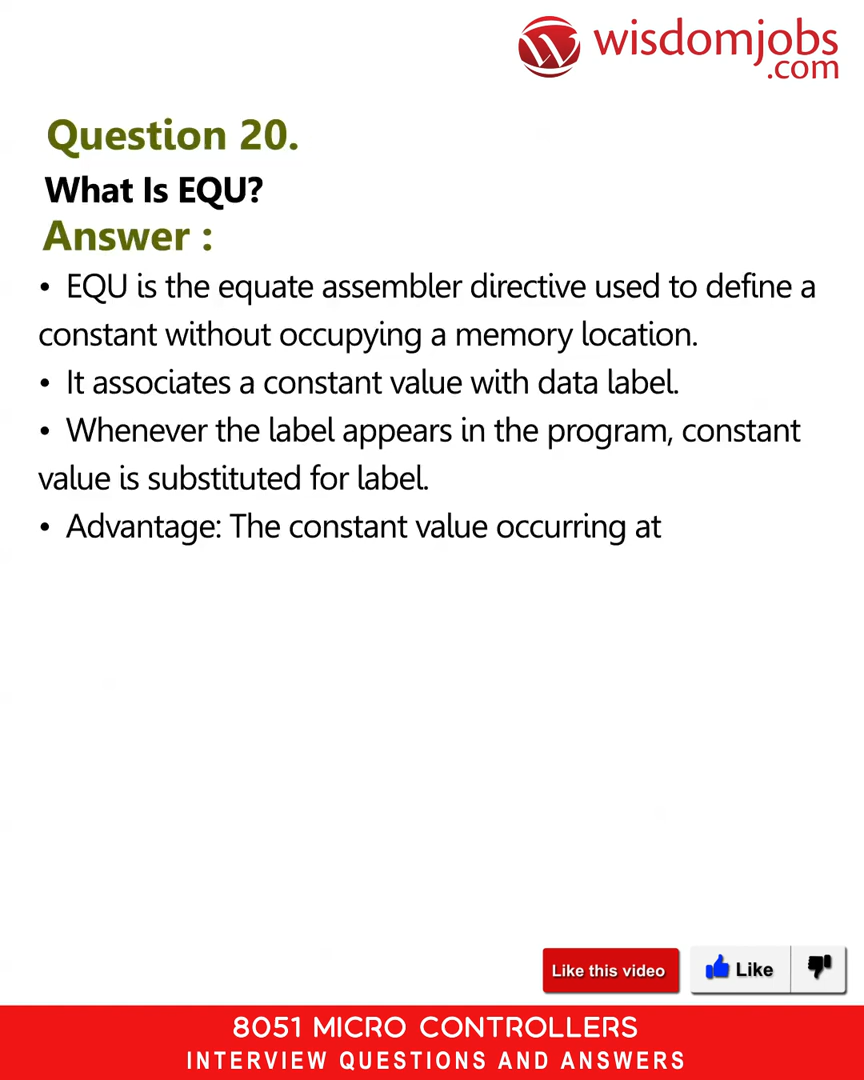 wisdomjobs
.com
Question 20.
What Is EQU?
Answer :
• EQU is the equate assembler directive used to define a
constant without occupying a memory location.
• It associates a constant value with data label.
• Whenever the label appears in the program, constant
value is substituted for label.
• Advantage: The constant value occurring at
Like this video
Like
8051 MICRO CONTROLLERS
INTERVIEW QUESTIONS AND ANSWERS